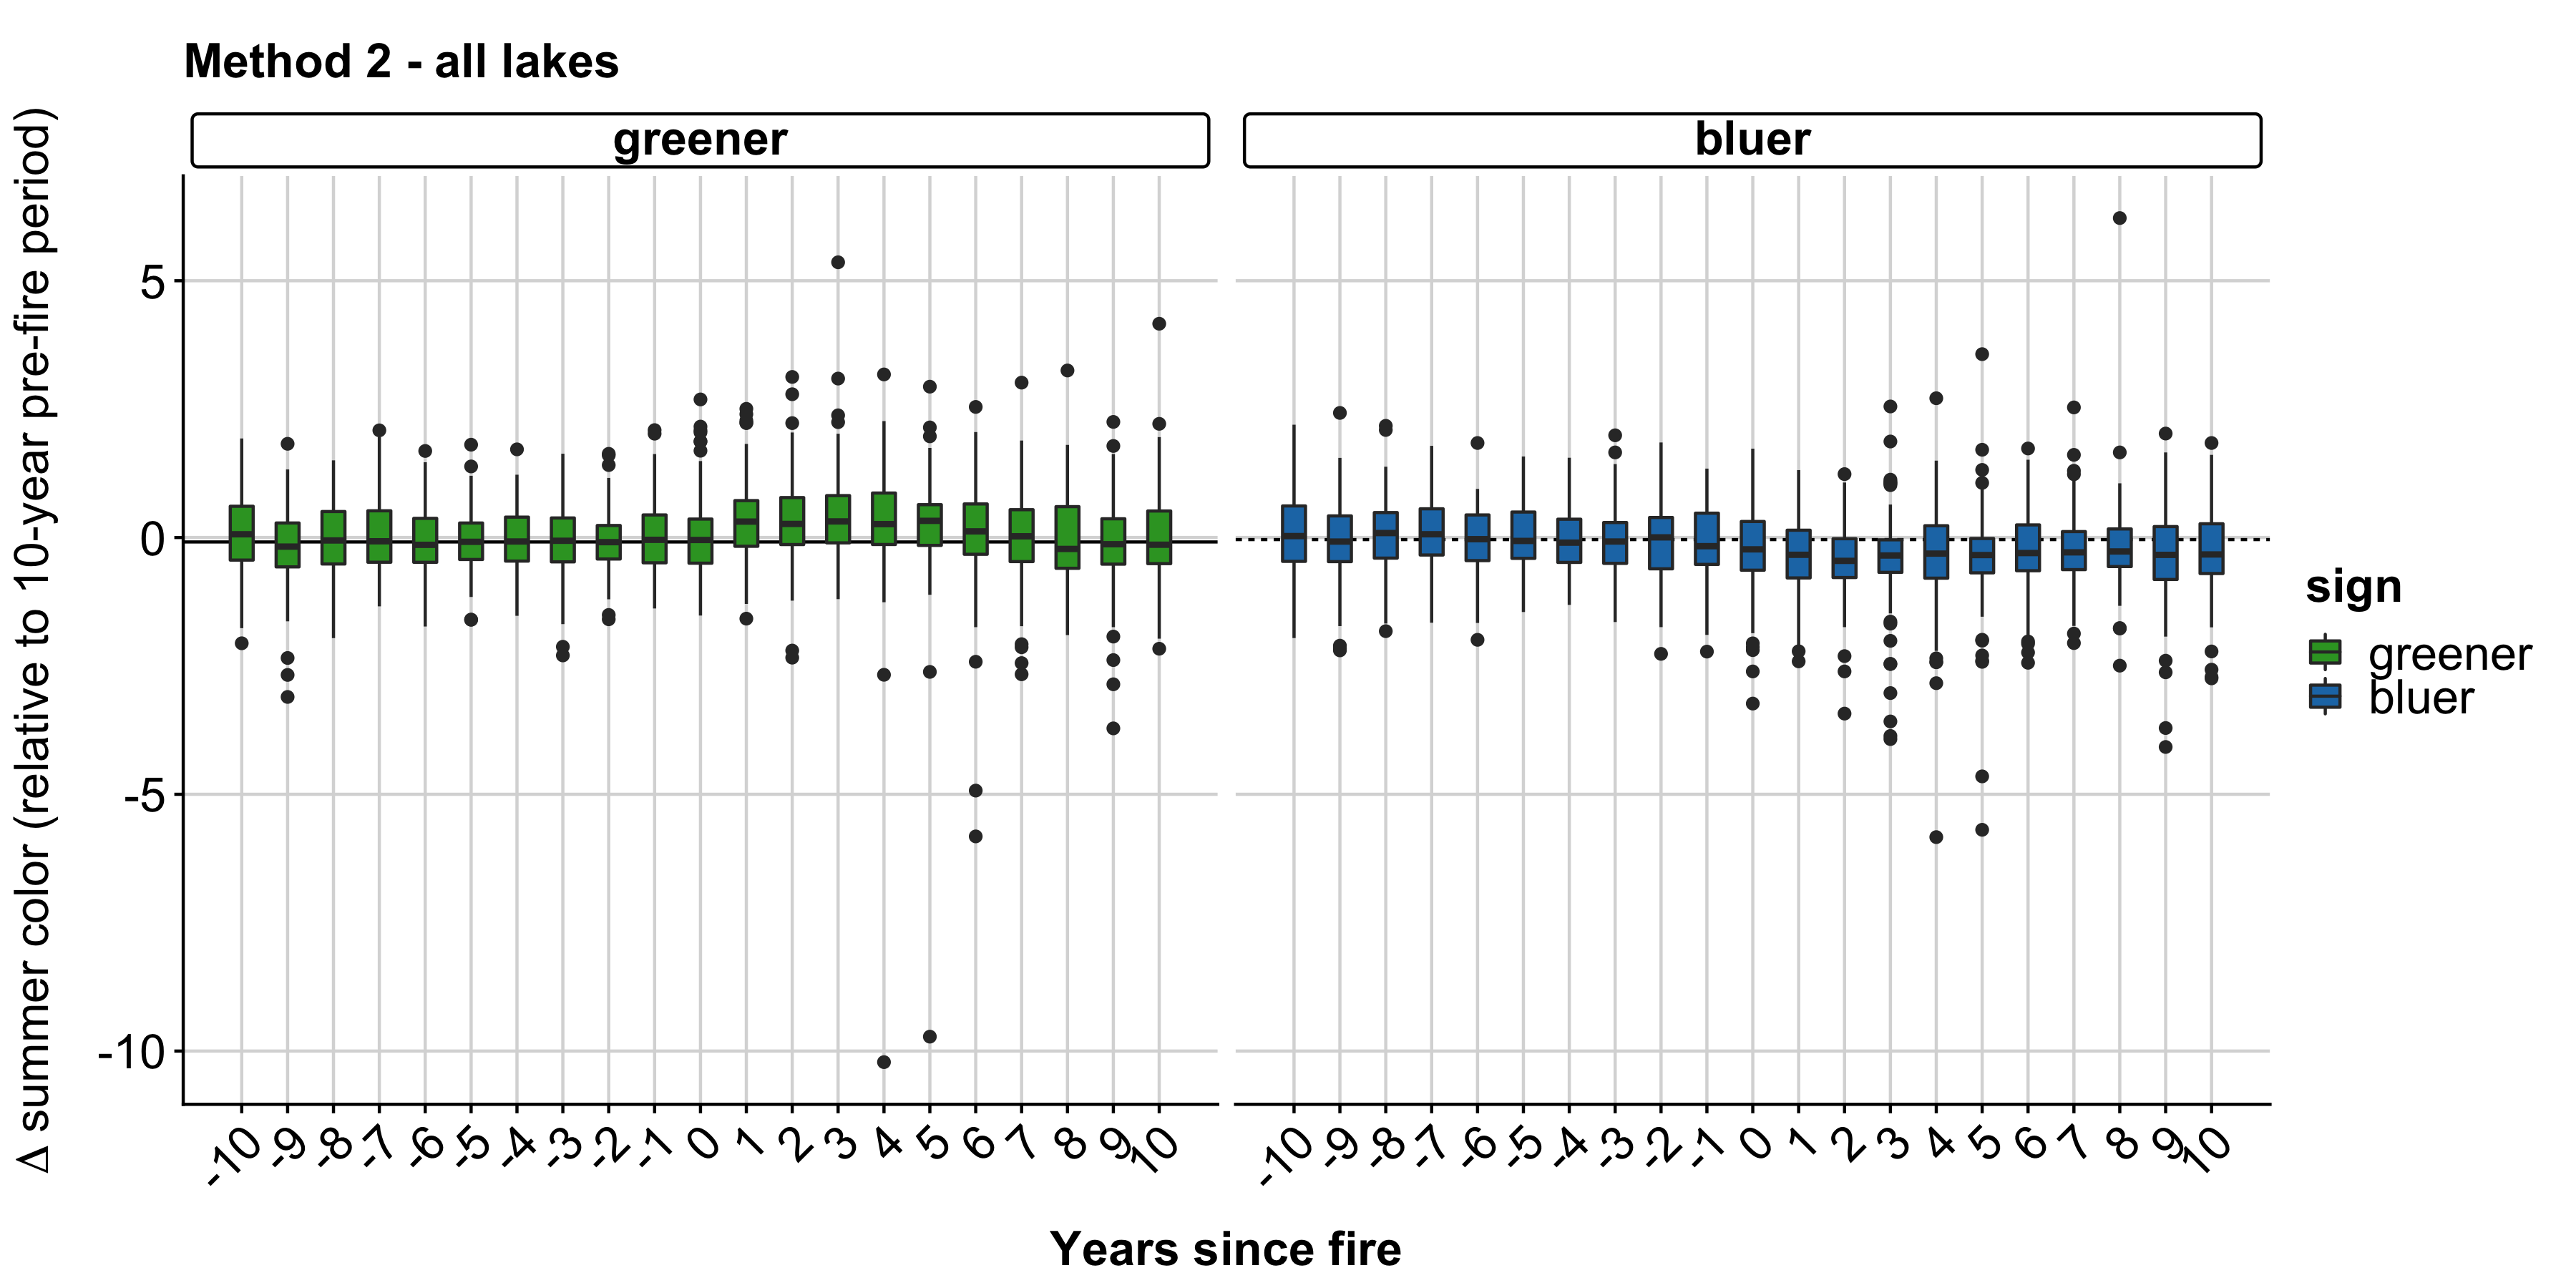 Method 2 - all lakes
greener
bluer
Δ summer color (relative to 10-year pre-fire period)
5
0
-5
-10
-10 -9 -8 -7 -6 -5 -4 -3 -2 -1 0 1 2 3 4 5 6 7 8 9 10
-10 -9 -8 -7 -6 -5 -4 -3 -2 -1 0 1 2 3 4 5 6 7 8 9 10
Years since fire
sign
greener
bluer